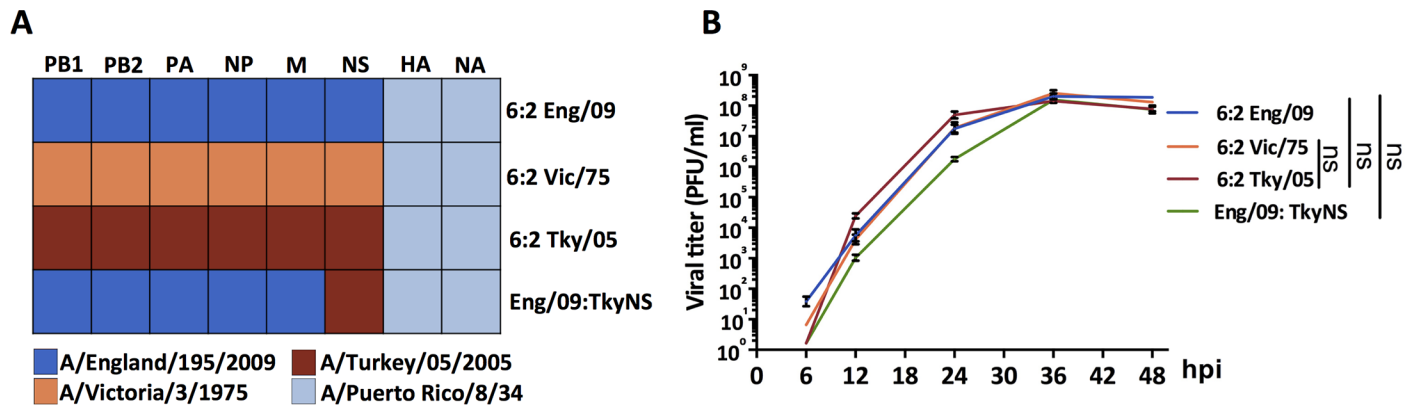 A
PB1 PB2 PA NP M NS HA NA
6:2 Eng/09
6:2 Vic/75
6:2 Tky/05
Eng/09:TkyNS
A/England/195/2009
A/Turkey/05/2005
A/Victoria/3/1975
A/Puerto Rico/8/34
B
Viral titer (PFU/ml)
10⁹
10⁸
10⁷
10⁶
10⁵
10⁴
10³
10²
10¹
10⁰
0 6 12 18 24 30 36 42 48 hpi
6:2 Eng/09
6:2 Vic/75
6:2 Tky/05
Eng/09: TkyNS
ns
ns
ns